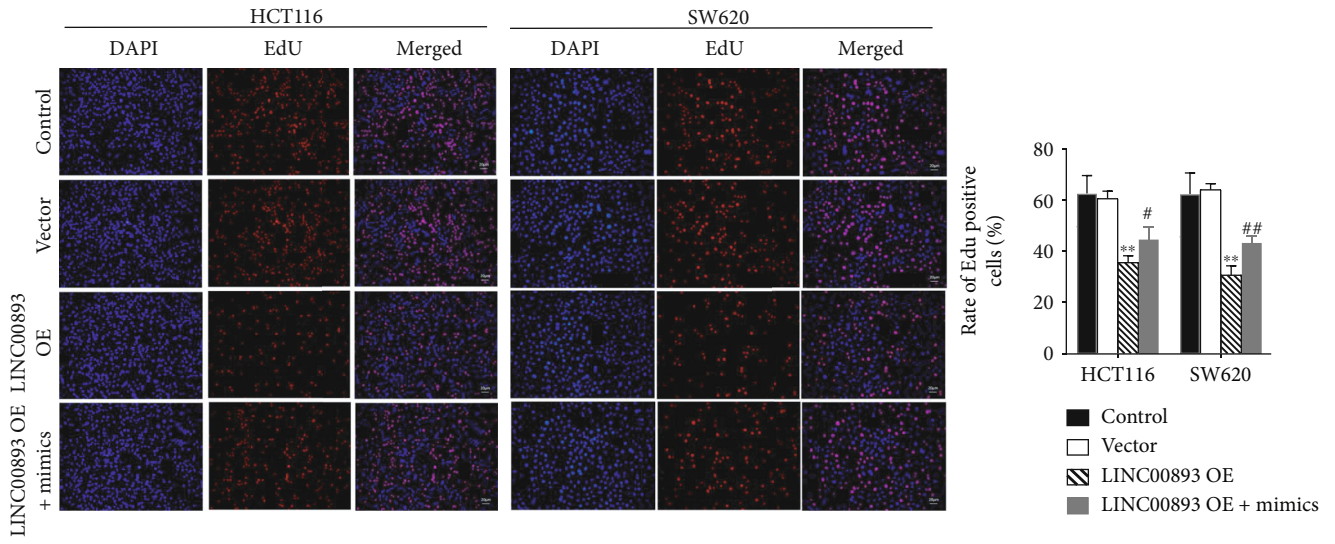 HCT116
SW620
DAPI
EdU
Merged
DAPI
EdU
Merged
Control
Vector
LINC00893
OE
LINC00893 OE
+ mimics
Rate of Edu positive
cells (%)
80
60
40
20
0
**
#
**
##
HCT116
SW620
Control
Vector
LINC00893 OE
LINC00893 OE + mimics